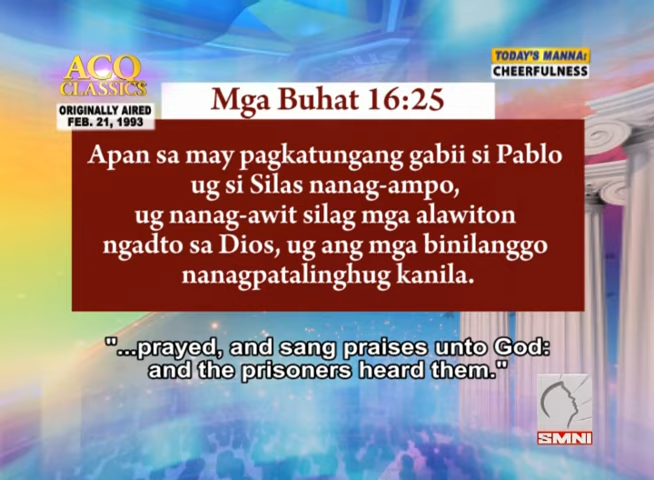 ACQ
CLASSICS
ORIGINALLY AIRED
FEB. 21, 1993
TODAY'S MANNA:
CHEERFULNESS
Mga Buhat 16:25
Apan sa may pagkatungang gabii si Pablo
ug si Silas nanag-ampo,
ug nanag-awit silag mga alawiton
ngadto sa Dios, ug ang mga binilanggo
nanagpatalinghug kanila.
"...prayed, and sang praises unto God:
and the prisoners heard them."
SMNI